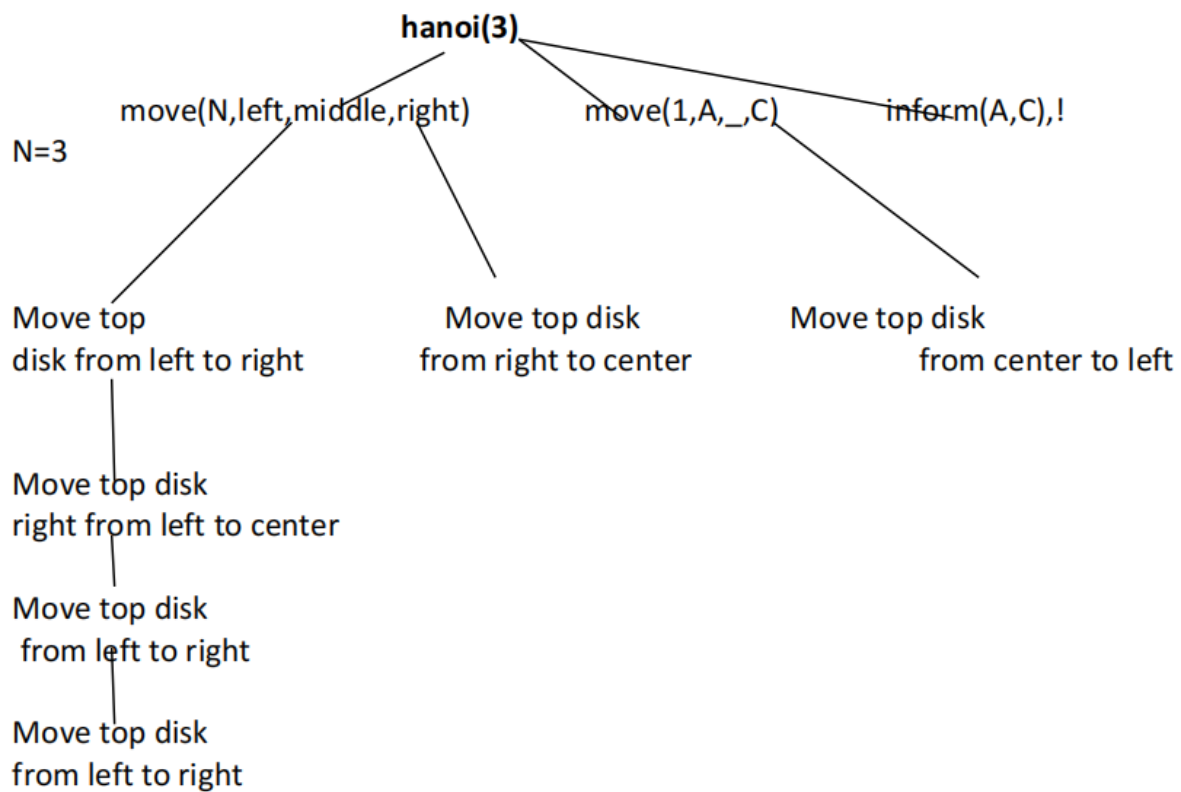 hanoi(3)
move(N,left,middle,right) move(1,A,_,C) inform(A,C),!
N=3
Move top Move top disk Move top disk
disk from left to right from right to center from center to left
Move top disk
right from left to center
Move top disk
from left to right
Move top disk
from left to right